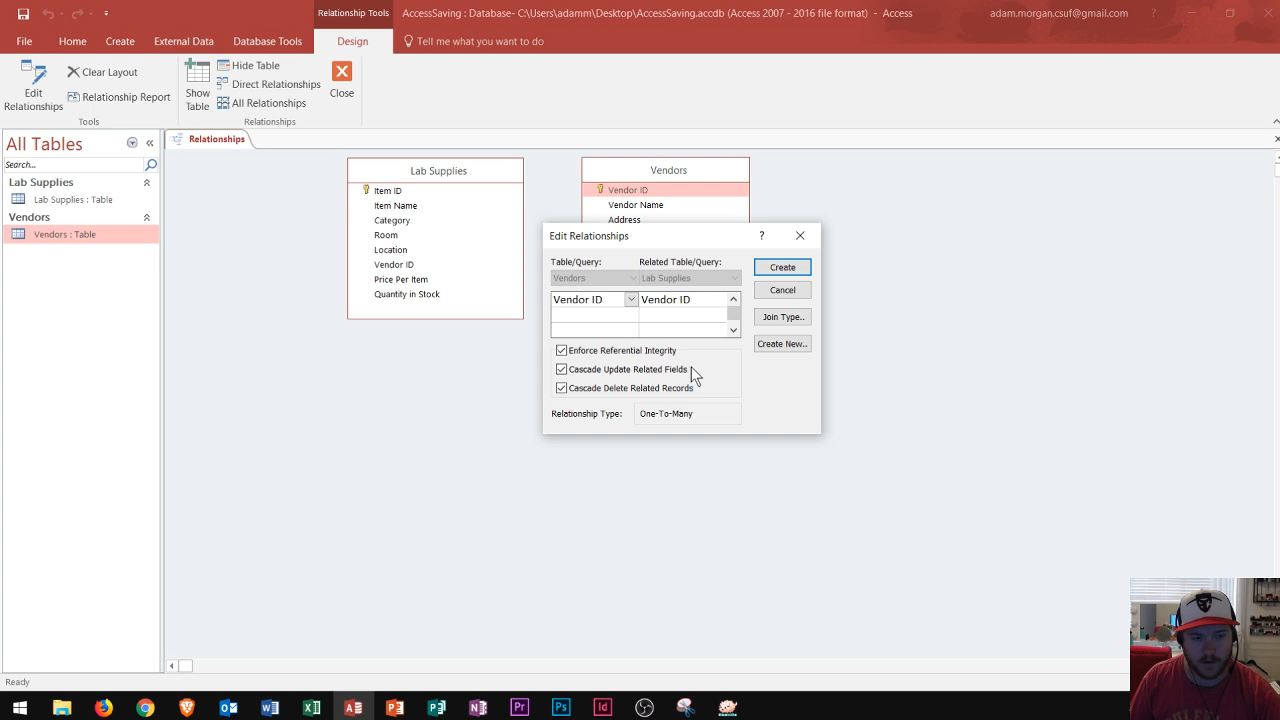 Relationship Tools
AccessSaving : Database- C:\Users\adamm\Desktop\AccessSaving.accdb (Access 2007 - 2016 file format) - Access
adam.morgan.csuf@gmail.com
?
File Home Create External Data Database Tools Design Tell me what you want to do
Edit Relationships
Clear Layout
Relationship Report
Tools
Show Table
Hide Table
Direct Relationships
All Relationships
Relationships
Close
All Tables
Search...
Lab Supplies
Lab Supplies : Table
Vendors
Vendors : Table
Relationships
Lab Supplies
Item ID
Item Name
Category
Room
Location
Vendor ID
Price Per Item
Quantity in Stock
Vendors
Vendor ID
Vendor Name
Address
Edit Relationships ?
Table/Query: Related Table/Query:
Vendors Lab Supplies
Vendor ID Vendor ID
Enforce Referential Integrity
Cascade Update Related Fields
Cascade Delete Related Records
Relationship Type: One-To-Many
Create
Cancel
Join Type..
Create New..
Ready